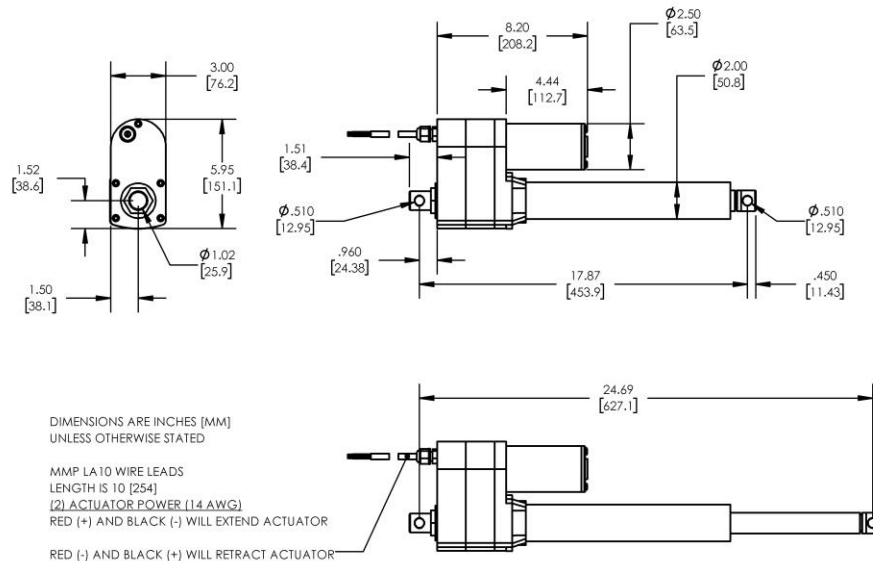 8.20
[208.2]
Ø2.50
[63.5]
3.00
[76.2]
4.44
[112.7]
Ø2.00
[50.8]
1.52
[38.6]
5.95
[151.1]
1.51
[38.4]
Ø.510
[12.95]
Ø.510
[12.95]
Ø1.02
[25.9]
.960
[24.38]
1.50
[38.1]
17.87
[453.9]
.450
[11.43]
24.69
[627.1]
DIMENSIONS ARE INCHES [MM]
UNLESS OTHERWISE STATED
MMP LA10 WIRE LEADS
LENGTH IS 10 [254]
(2) ACTUATOR POWER (14 AWG)
RED (+) AND BLACK (-) WILL EXTEND ACTUATOR
RED (-) AND BLACK (+) WILL RETRACT ACTUATOR